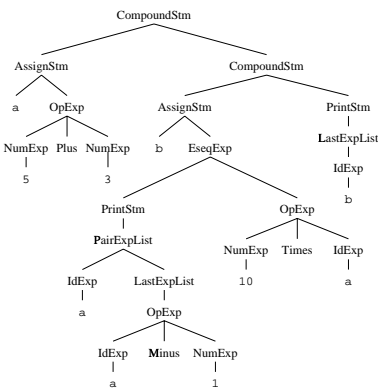 CompoundStm
AssignStm CompoundStm
a OpExp AssignStm PrintStm
NumExp Plus NumExp b EseqExp LastExpList
5 3 IdExp
PrintStm OpExp b
PairExpList NumExp Times IdExp
IdExp LastExpList 10 a
a OpExp
IdExp Minus NumExp
a 1